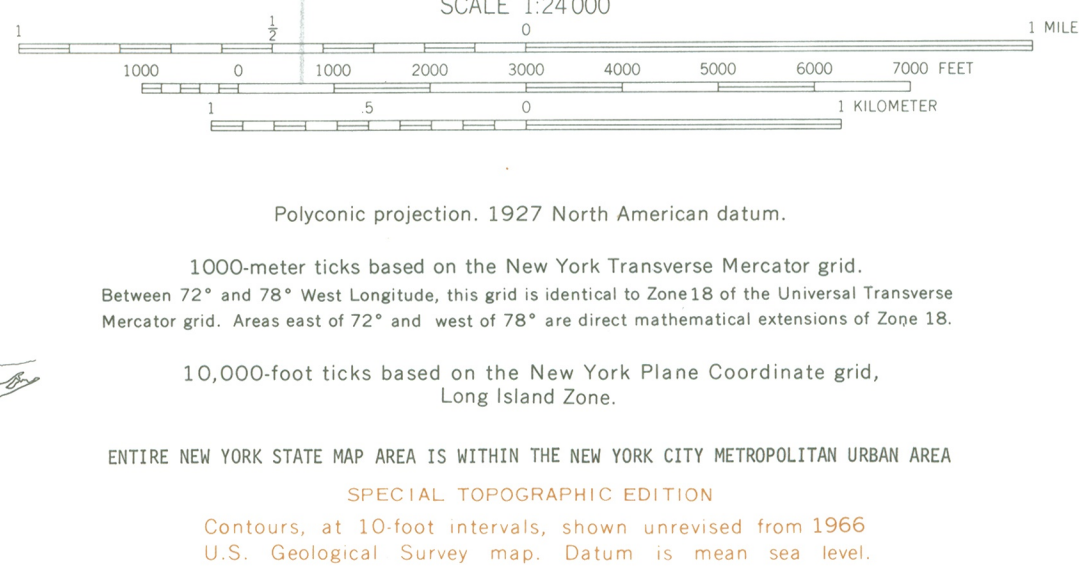 SCALE 1:24 000
1 ½ 0 1 MILE
1000 0 1000 2000 3000 4000 5000 6000 7000 FEET
1 .5 0 1 KILOMETER
Polyconic projection. 1927 North American datum.
1000-meter ticks based on the New York Transverse Mercator grid.
Between 72° and 78° West Longitude, this grid is identical to Zone 18 of the Universal Transverse
Mercator grid. Areas east of 72° and west of 78° are direct mathematical extensions of Zone 18.
10,000-foot ticks based on the New York Plane Coordinate grid,
Long Island Zone.
ENTIRE NEW YORK STATE MAP AREA IS WITHIN THE NEW YORK CITY METROPOLITAN URBAN AREA
SPECIAL TOPOGRAPHIC EDITION
Contours, at 10-foot intervals, shown unrevised from 1966
U.S. Geological Survey map. Datum is mean sea level.